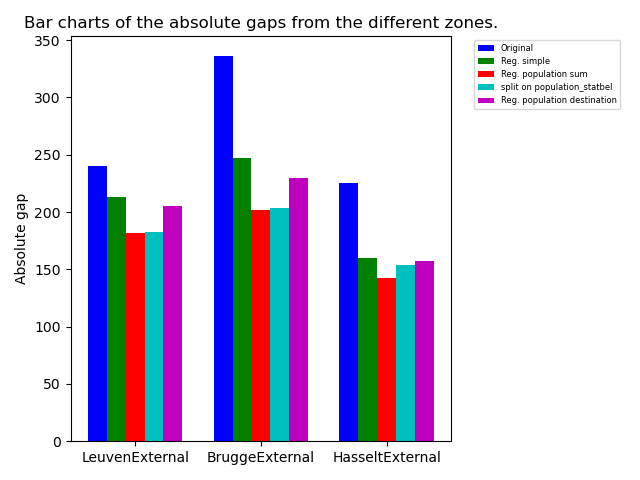 Bar charts of the absolute gaps from the different zones.
350
300
250
200
150
100
50
0
Absolute gap
LeuvenExternal
BruggeExternal
HasseltExternal
Original
Reg. simple
Reg. population sum
split on population_statbel
Reg. population destination